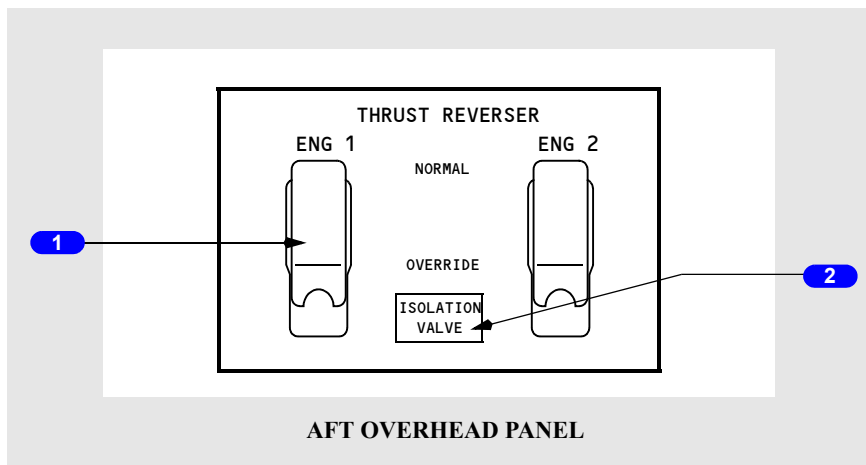 THRUST REVERSER
ENG 1
ENG 2
NORMAL
1
OVERRIDE
2
ISOLATION
VALVE
AFT OVERHEAD PANEL